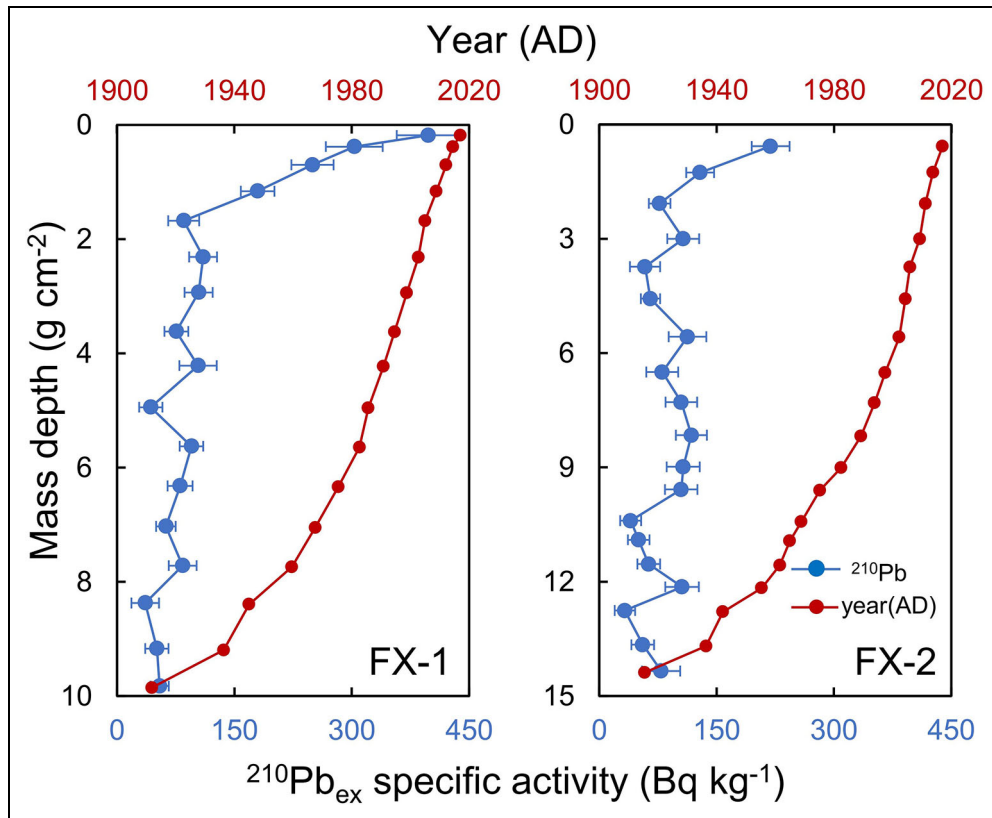 Year (AD)
1900 1940 1980 2020 1900 1940 1980 2020
0 0
2 3
4 6
6 9
8 12
10 15
Mass depth (g cm⁻²)
²¹⁰Pb
year(AD)
FX-1 FX-2
0 150 300 450 0 150 300 450
²¹⁰Pbₑₓ specific activity (Bq kg⁻¹)